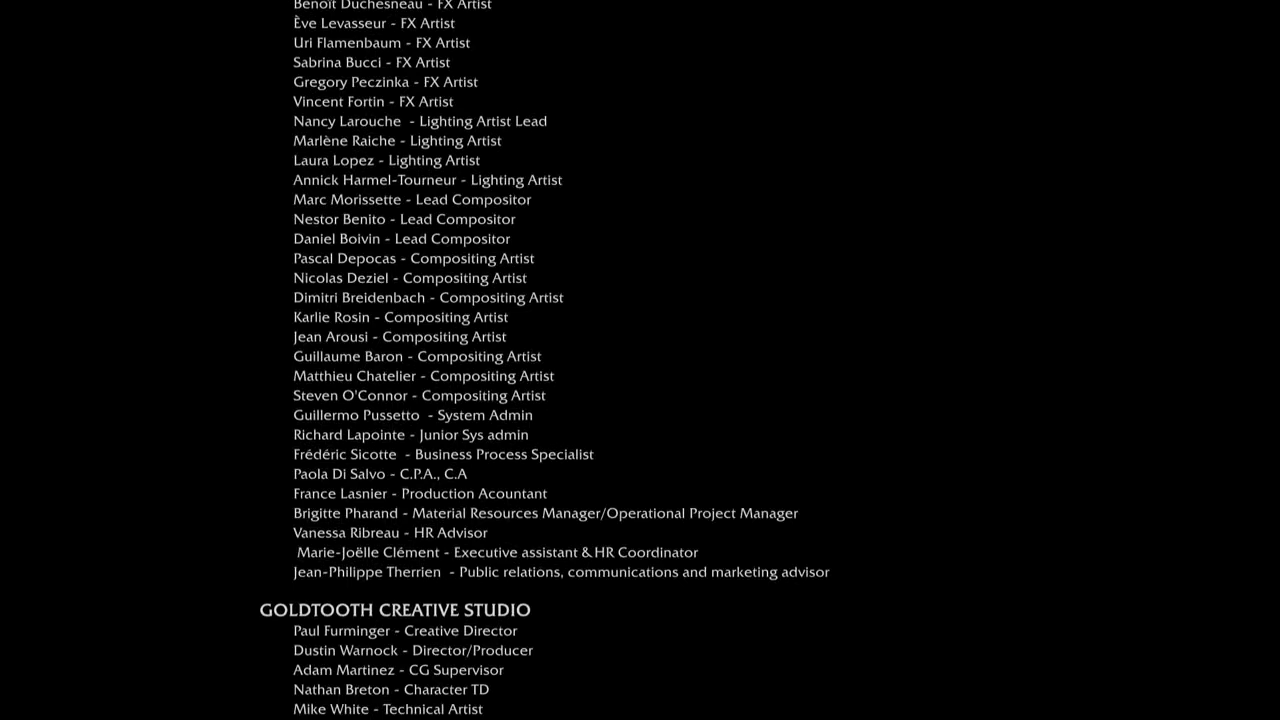 Benoît Duchesneau - FX Artist
Ève Levasseur - FX Artist
Uri Flamenbaum - FX Artist
Sabrina Bucci - FX Artist
Gregory Peczinka - FX Artist
Vincent Fortin - FX Artist
Nancy Larouche - Lighting Artist Lead
Marlène Raiche - Lighting Artist
Laura Lopez - Lighting Artist
Annick Harmel-Tourneur - Lighting Artist
Marc Morissette - Lead Compositor
Nestor Benito - Lead Compositor
Daniel Boivin - Lead Compositor
Pascal Depocas - Compositing Artist
Nicolas Deziel - Compositing Artist
Dimitri Breidenbach - Compositing Artist
Karlie Rosin - Compositing Artist
Jean Arousi - Compositing Artist
Guillaume Baron - Compositing Artist
Matthieu Chatelier - Compositing Artist
Steven O'Connor - Compositing Artist
Guillermo Pussetto - System Admin
Richard Lapointe - Junior Sys admin
Frédéric Sicotte - Business Process Specialist
Paola Di Salvo - C.P.A., C.A
France Lasnier - Production Acountant
Brigitte Pharand - Material Resources Manager/Operational Project Manager
Vanessa Ribreau - HR Advisor
Marie-Joëlle Clément - Executive assistant & HR Coordinator
Jean-Philippe Therrien - Public relations, communications and marketing advisor
GOLDTOOTH CREATIVE STUDIO
Paul Furminger - Creative Director
Dustin Warnock - Director/Producer
Adam Martinez - CG Supervisor
Nathan Breton - Character TD
Mike White - Technical Artist